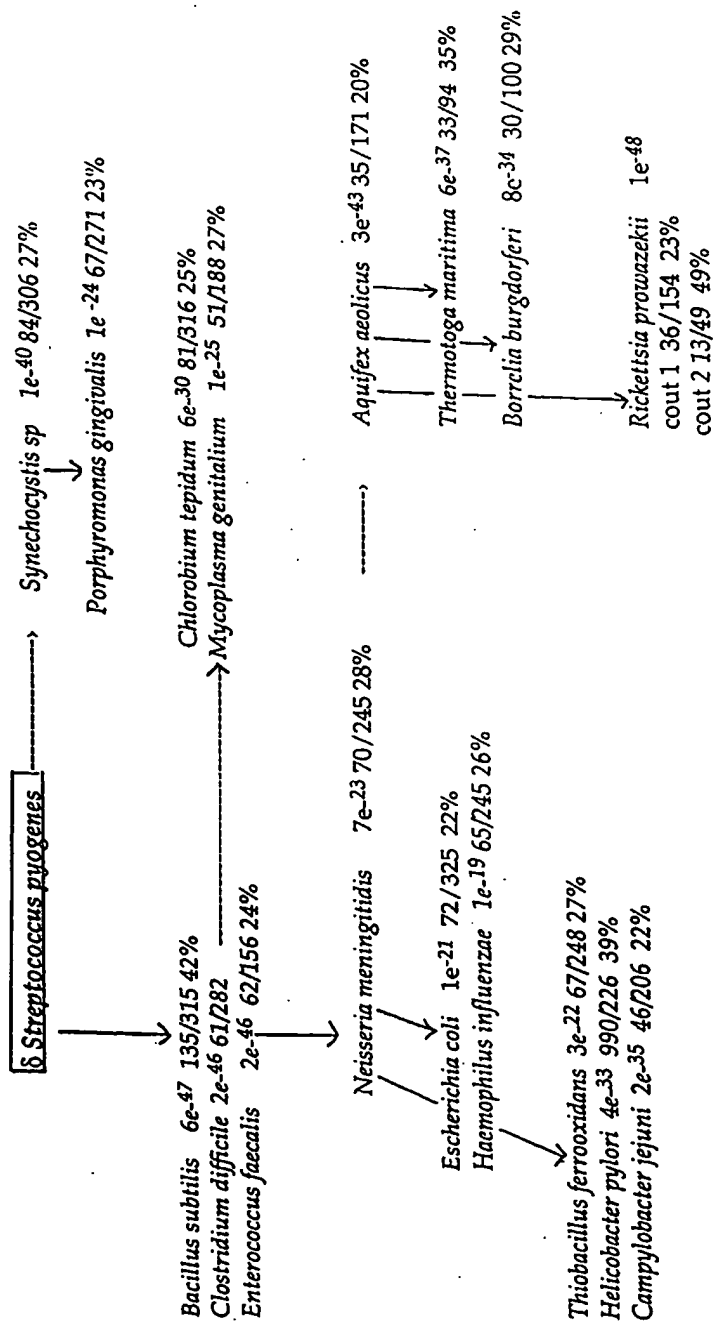 δ Streptococcus pyogenes
Synechocystis sp 1e-40 84/306 27%
Porphyromonas gingivalis 1e-24 67/271 23%
Bacillus subtilis 6e-47 135/315 42%
Clostridium difficile 2e-46 61/282
Enterococcus faecalis 2e-46 62/156 24%
Chlorobium tepidum 6e-30 81/316 25%
Mycoplasma genitalium 1e-25 51/188 27%
Neisseria meningitidis 7e-23 70/245 28%
Escherichia coli 1e-21 72/325 22%
Haemophilus influenzae 1e-19 65/245 26%
Thiobacillus ferrooxidans 3e-22 67/248 27%
Helicobacter pylori 4e-33 990/226 39%
Campylobacter jejuni 2e-35 46/206 22%
Aquifex aeolicus 3e-43 35/171 20%
Thermotoga maritima 6e-37 33/94 35%
Borrclia burgdorferi 8c-34 30/100 29%
Rickettsia prowazekii 1e-48
cout 1 36/154 23%
cout 2 13/49 49%